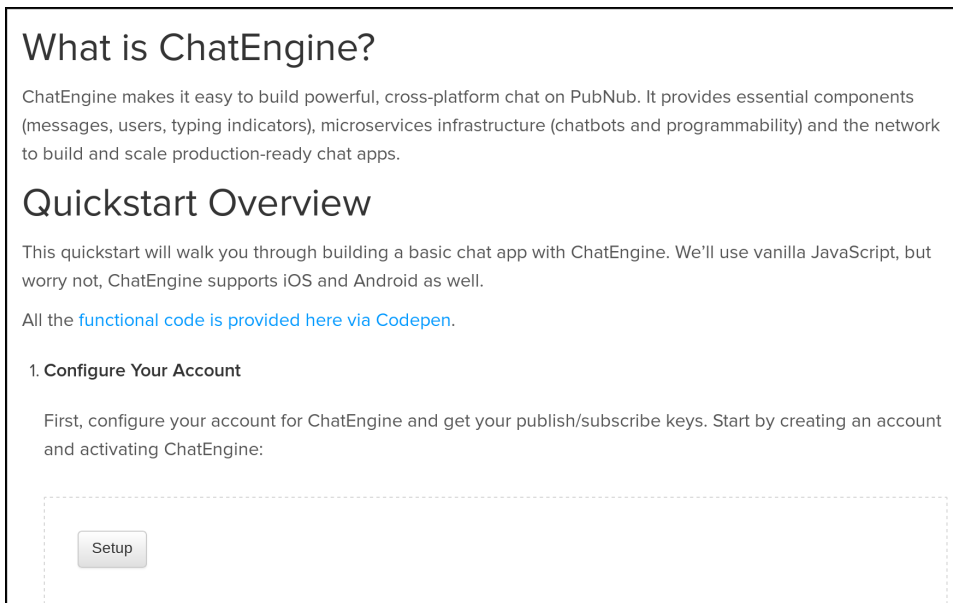 What is ChatEngine?
ChatEngine makes it easy to build powerful, cross-platform chat on PubNub. It provides essential components
(messages, users, typing indicators), microservices infrastructure (chatbots and programmability) and the network
to build and scale production-ready chat apps.
Quickstart Overview
This quickstart will walk you through building a basic chat app with ChatEngine. We’ll use vanilla JavaScript, but
worry not, ChatEngine supports iOS and Android as well.
All the functional code is provided here via Codepen.
1. Configure Your Account
First, configure your account for ChatEngine and get your publish/subscribe keys. Start by creating an account
and activating ChatEngine:
Setup